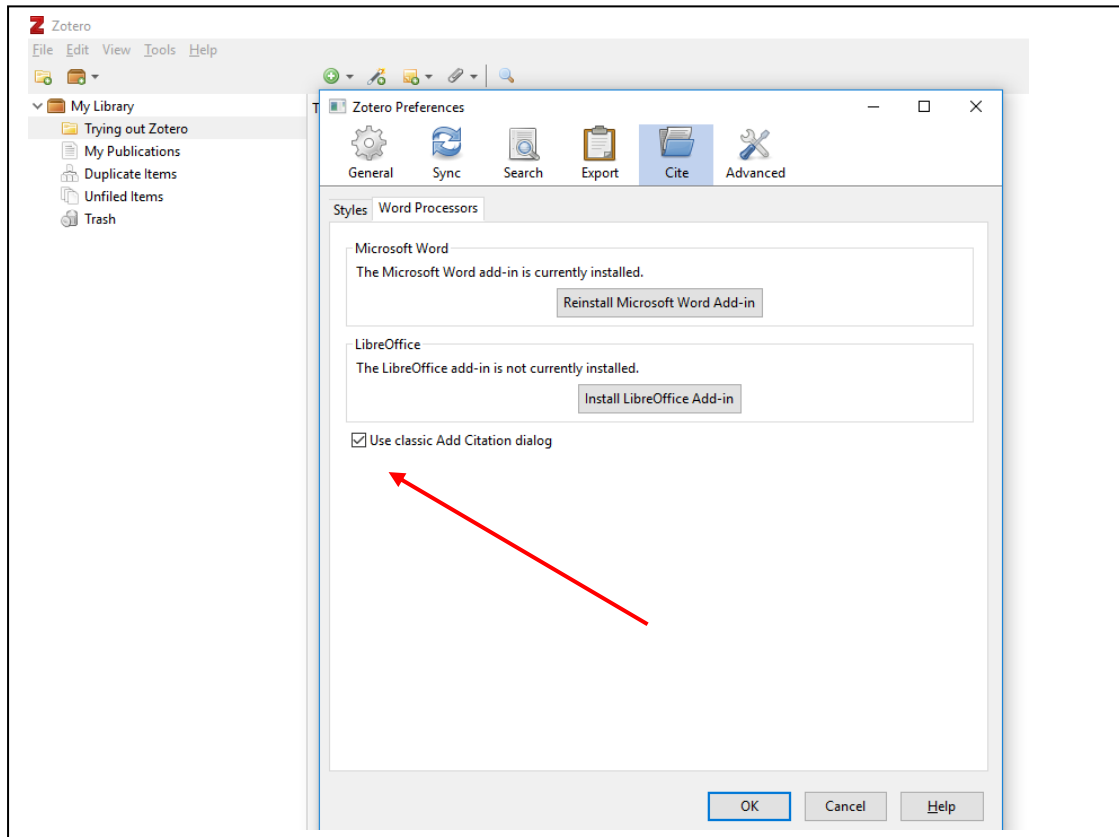 Z Zotero
File Edit View Tools Help
My Library
Trying out Zotero
My Publications
Duplicate Items
Unfiled Items
Trash
T
Zotero Preferences
General Sync Search Export Cite Advanced
Styles Word Processors
Microsoft Word
The Microsoft Word add-in is currently installed.
Reinstall Microsoft Word Add-in
LibreOffice
The LibreOffice add-in is not currently installed.
Install LibreOffice Add-in
Use classic Add Citation dialog
OK Cancel Help